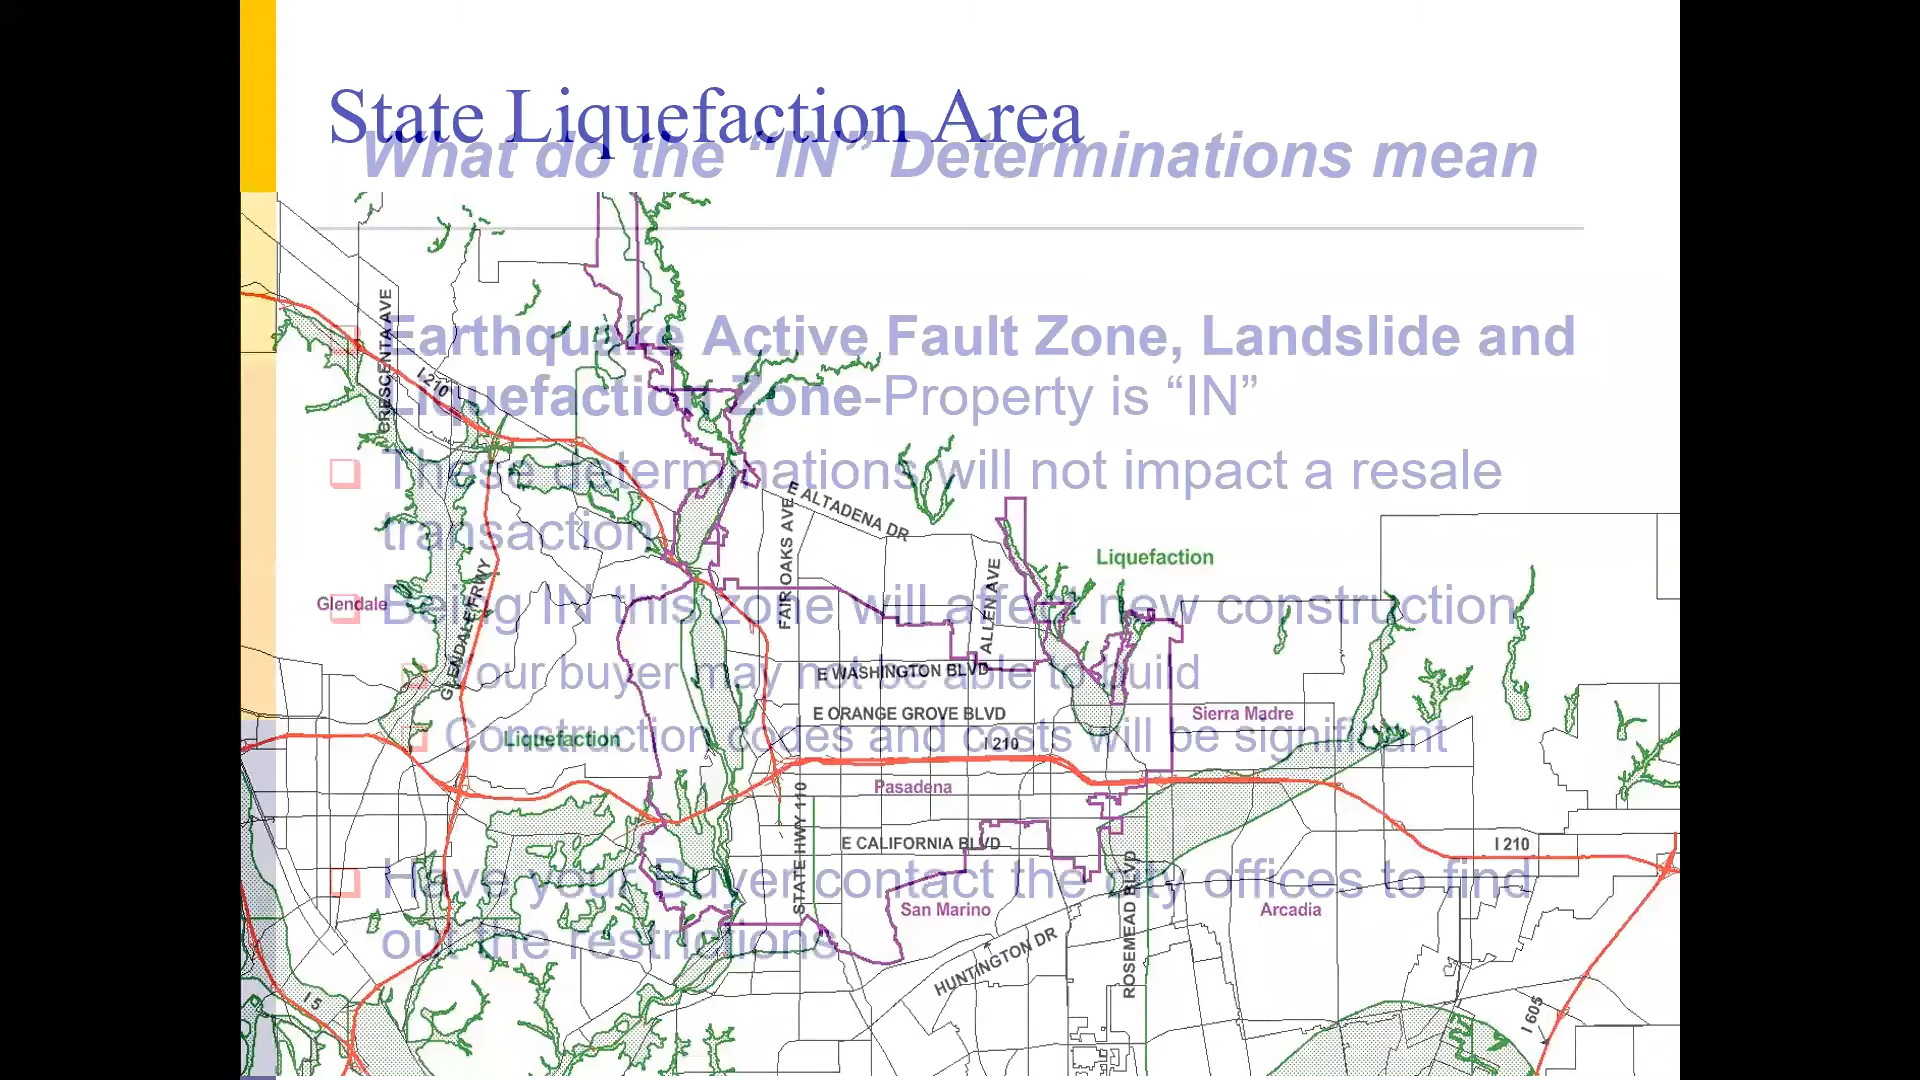 State Liquefaction Area
What do the “IN” Determinations mean
Earthquake Active Fault Zone, Landslide and
Liquefaction Zone-Property is “IN”
These determinations will not impact a resale
transaction
Being IN this zone will affect new construction
Your buyer may not be able to build
Construction codes and costs will be significant
Have your Buyer contact the city offices to find
out the restrictions
CRESCENTA AVE
I 210
E ALTADENA DR
FAIR OAKS AVE
ALLEN AVE
Liquefaction
Glendale
GLENDALE FRWY
E WASHINGTON BLVD
E ORANGE GROVE BLVD
Sierra Madre
Liquefaction
I 210
Pasadena
STATE HWY 110
E CALIFORNIA BLVD
I 210
San Marino
ROSEMEAD BLVD
Arcadia
HUNTINGTON DR
I 5
I 605